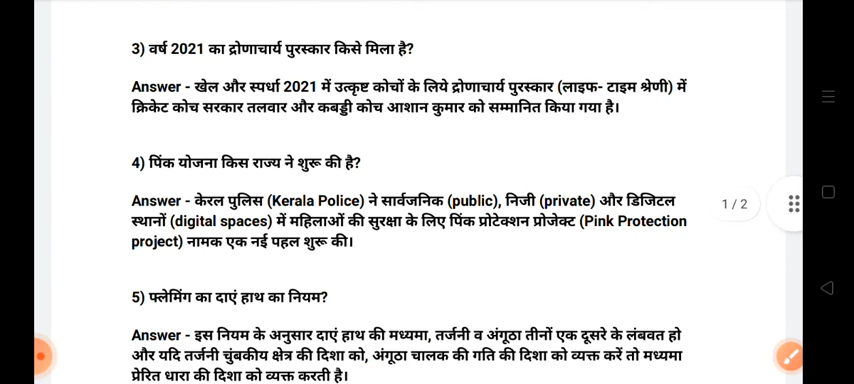 3) वर्ष 2021 का द्रोणाचार्य पुरस्कार किसे मिला है?
Answer - खेल और स्पर्धा 2021 में उत्कृष्ट कोचों के लिये द्रोणाचार्य पुरस्कार (लाइफ- टाइम श्रेणी) में
क्रिकेट कोच सरकार तलवार और कबड्डी कोच आशान कुमार को सम्मानित किया गया है।
4) पिंक योजना किस राज्य ने शुरू की है?
Answer - केरल पुलिस (Kerala Police) ने सार्वजनिक (public), निजी (private) और डिजिटल
स्थानों (digital spaces) में महिलाओं की सुरक्षा के लिए पिंक प्रोटेक्शन प्रोजेक्ट (Pink Protection
project) नामक एक नई पहल शुरू की।
1 / 2
5) फ्लेमिंग का दाएं हाथ का नियम?
Answer - इस नियम के अनुसार दाएं हाथ की मध्यमा, तर्जनी व अंगूठा तीनों एक दूसरे के लंबवत हो
और यदि तर्जनी चुंबकीय क्षेत्र की दिशा को, अंगूठा चालक की गति की दिशा को व्यक्त करें तो मध्यमा
प्रेरित धारा की दिशा को व्यक्त करती है।